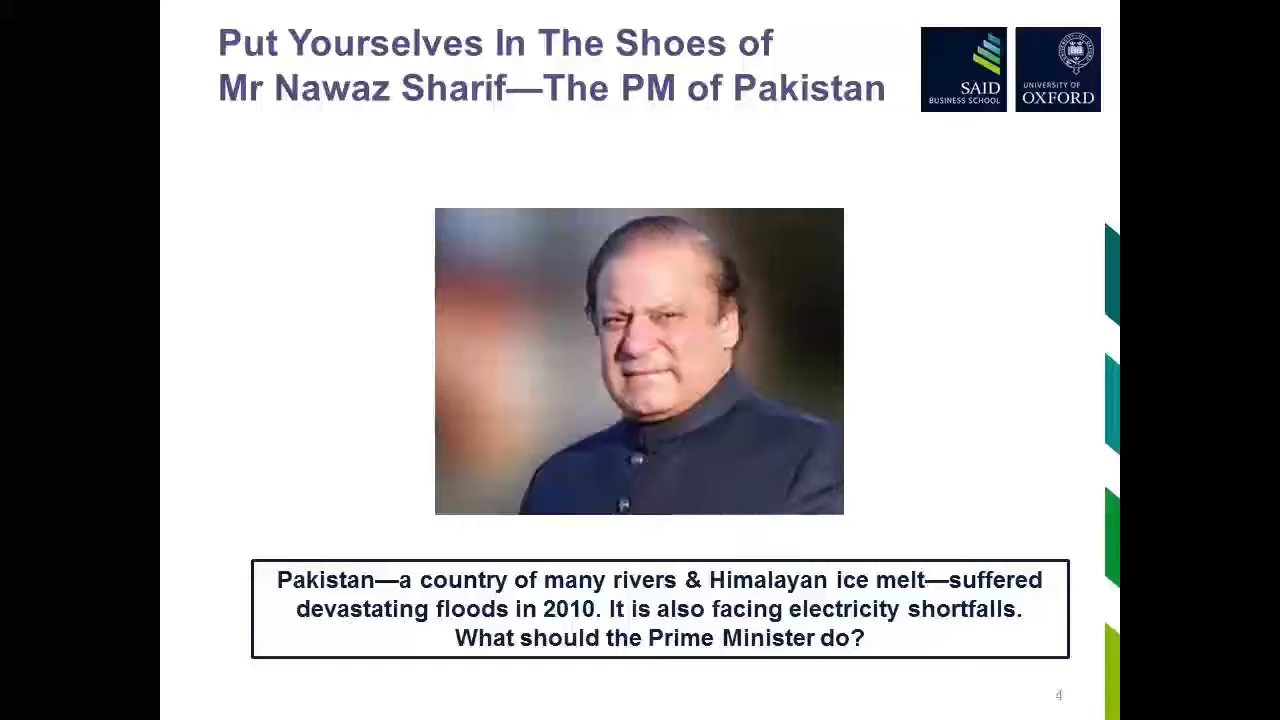 Put Yourselves In The Shoes of
Mr Nawaz Sharif—The PM of Pakistan
SAID
BUSINESS SCHOOL
UNIVERSITY OF
OXFORD
Pakistan—a country of many rivers & Himalayan ice melt—suffered
devastating floods in 2010. It is also facing electricity shortfalls.
What should the Prime Minister do?
4